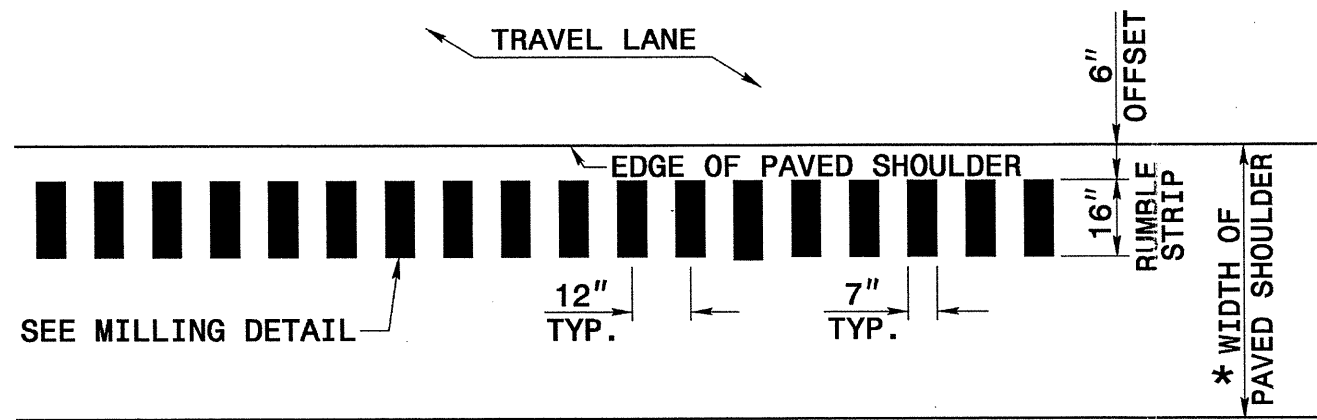 TRAVEL LANE
6"
OFFSET
EDGE OF PAVED SHOULDER
16"
RUMBLE
STRIP
12"
TYP.
7"
TYP.
SEE MILLING DETAIL
* WIDTH OF
PAVED SHOULDER